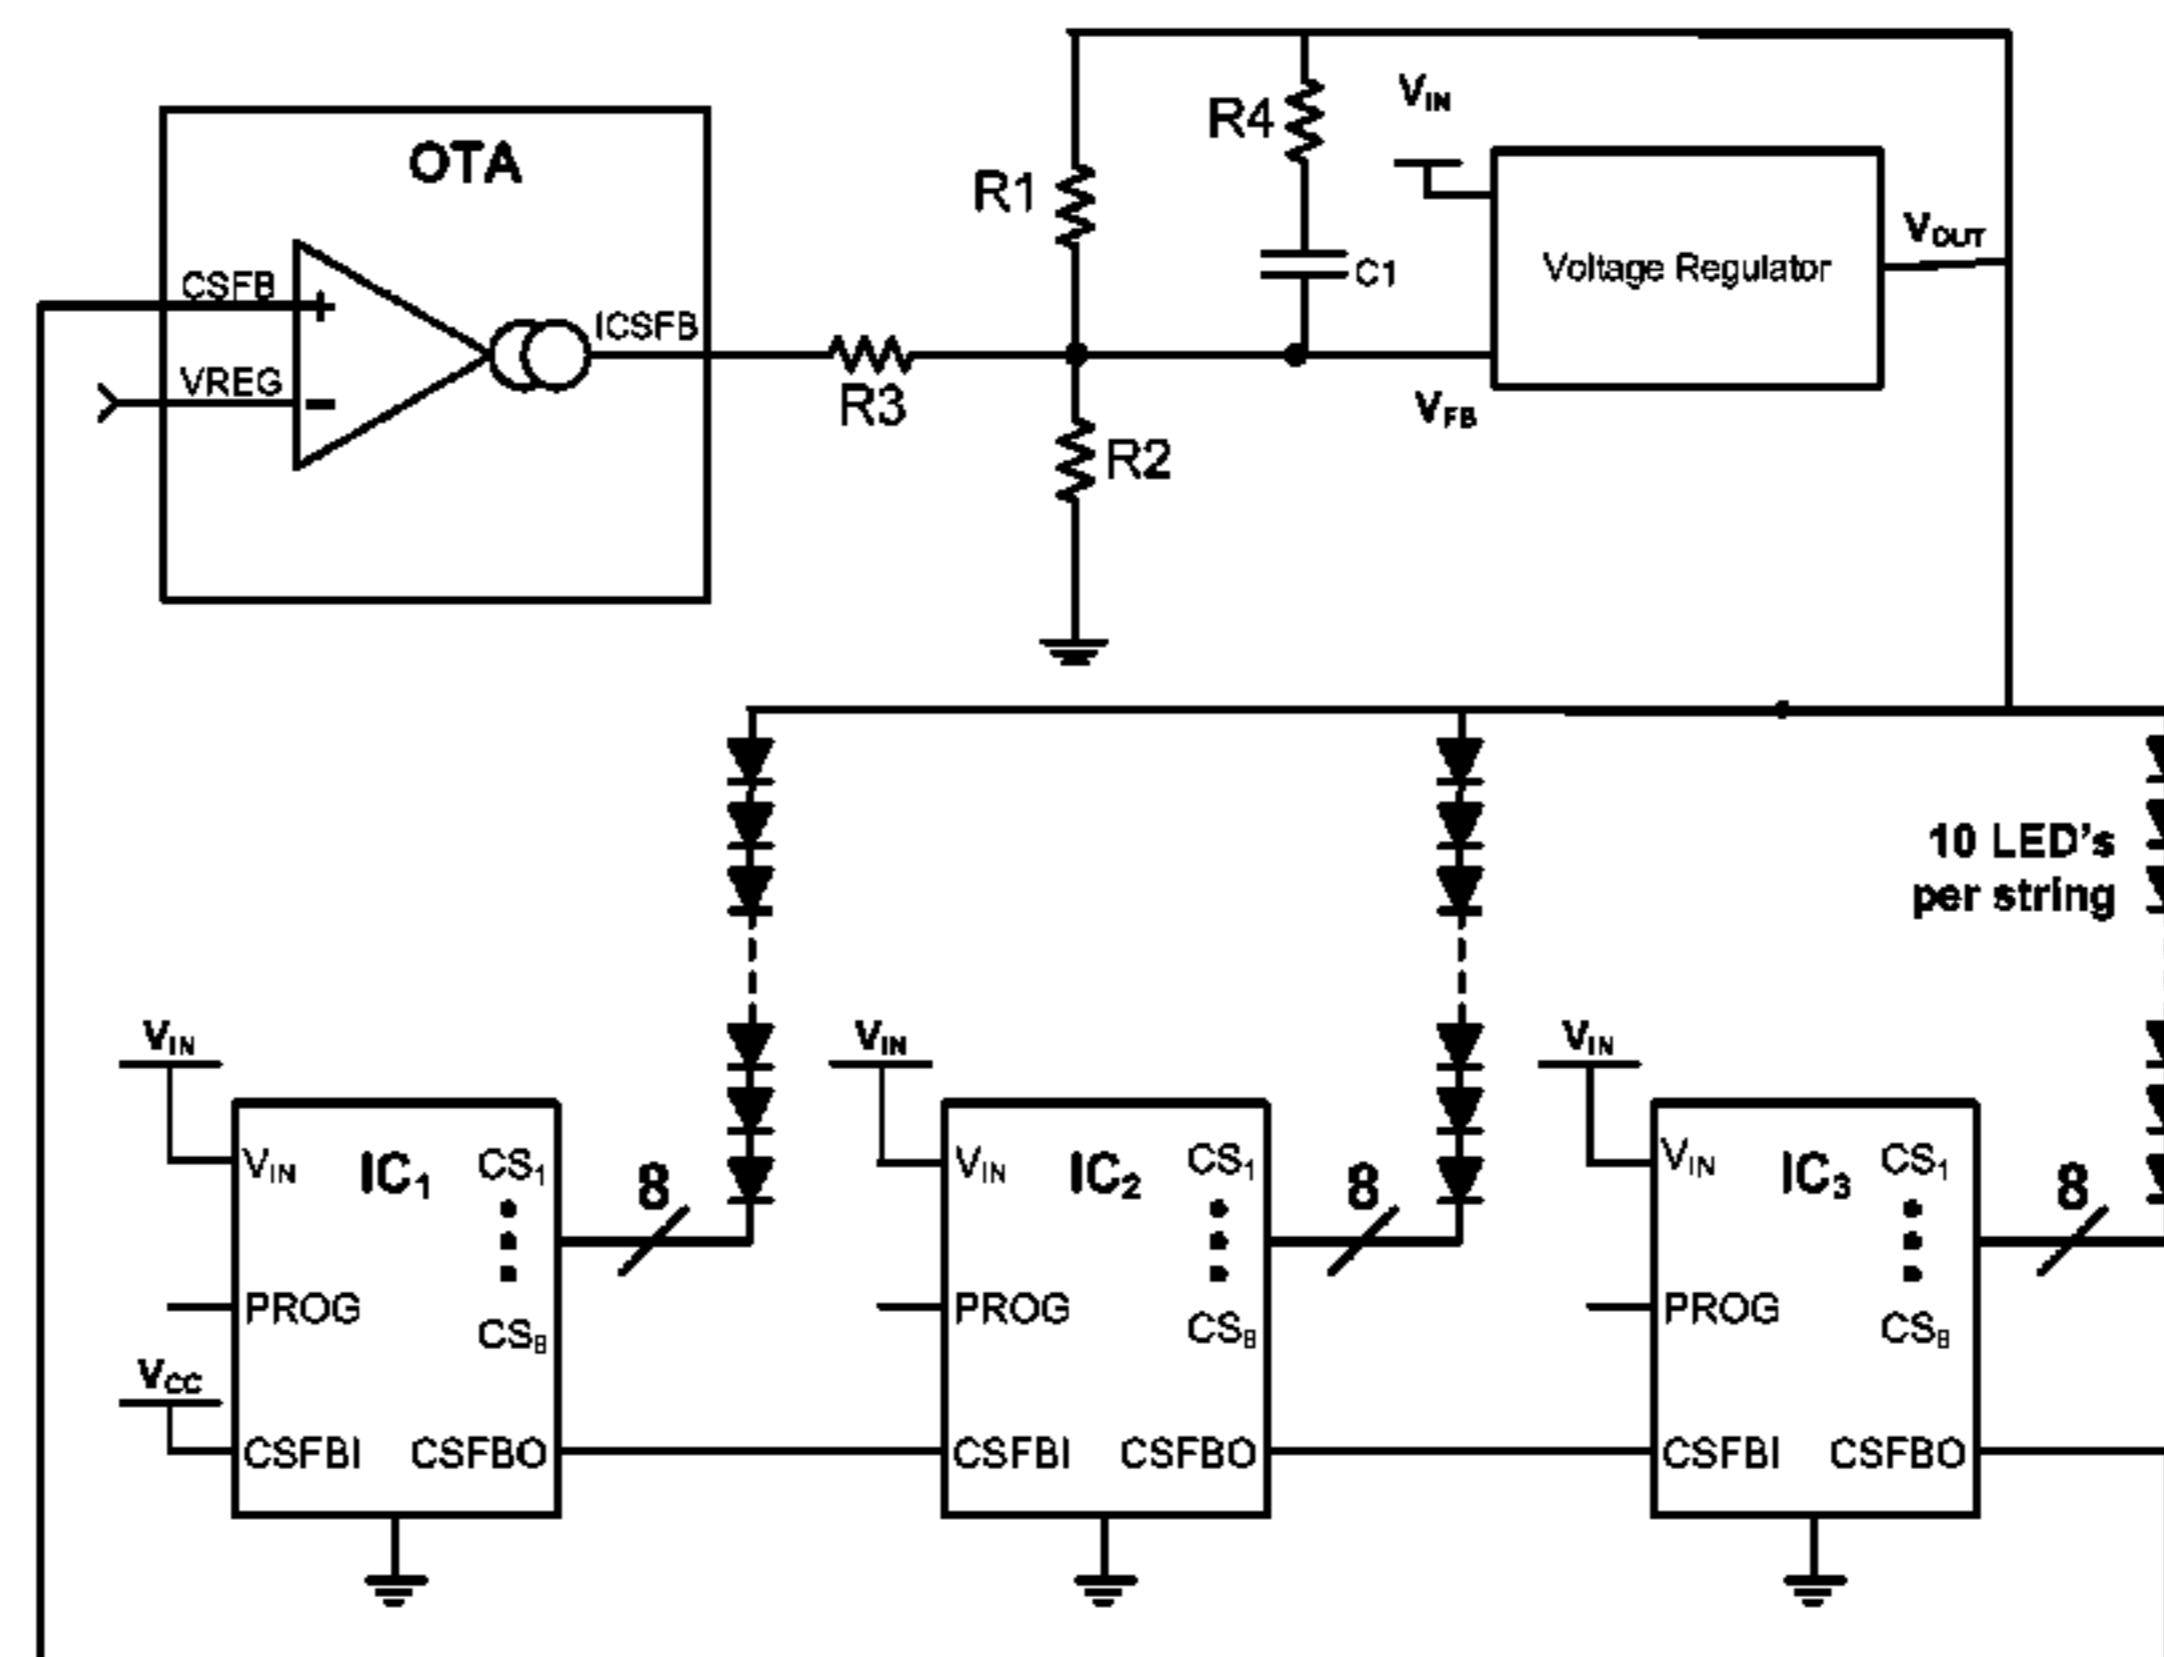 OTA
CSFB
+
VREG
-
ICSFB
R3
R1
R2
R4
C1
VIN
Voltage Regulator
VOUT
VFB
10 LED's
per string
VIN
VIN
IC1
CS1
8
PROG
CS8
VCC
CSFBI
CSFBO
VIN
VIN
IC2
CS1
8
PROG
CS8
CSFBI
CSFBO
VIN
VIN
IC3
CS1
8
PROG
CS8
CSFBI
CSFBO